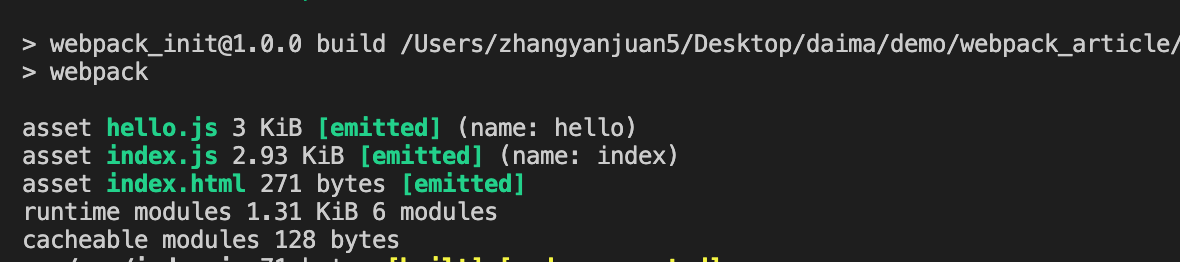 > webpack_init@1.0.0 build /Users/zhangyanjuan5/Desktop/daima/demo/webpack_article/
> webpack
asset hello.js 3 KiB [emitted] (name: hello)
asset index.js 2.93 KiB [emitted] (name: index)
asset index.html 271 bytes [emitted]
runtime modules 1.31 KiB 6 modules
cacheable modules 128 bytes